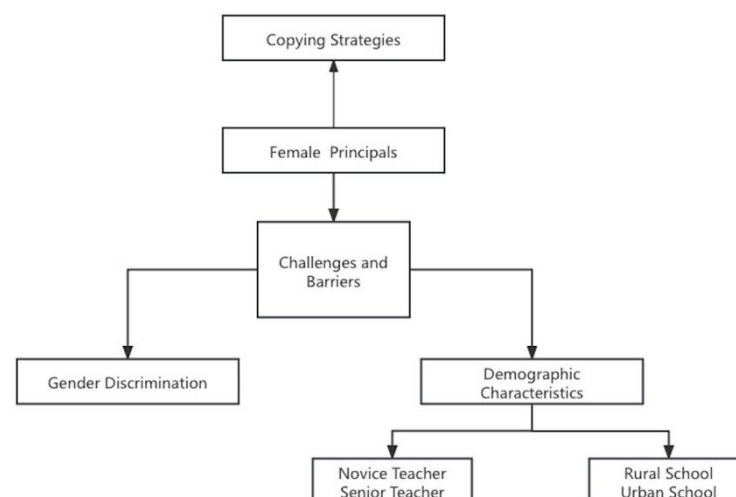 Copying Strategies
Female Principals
Challenges and
Barriers
Gender Discrimination
Demographic
Characteristics
Novice Teacher
Senior Teacher
Rural School
Urban School